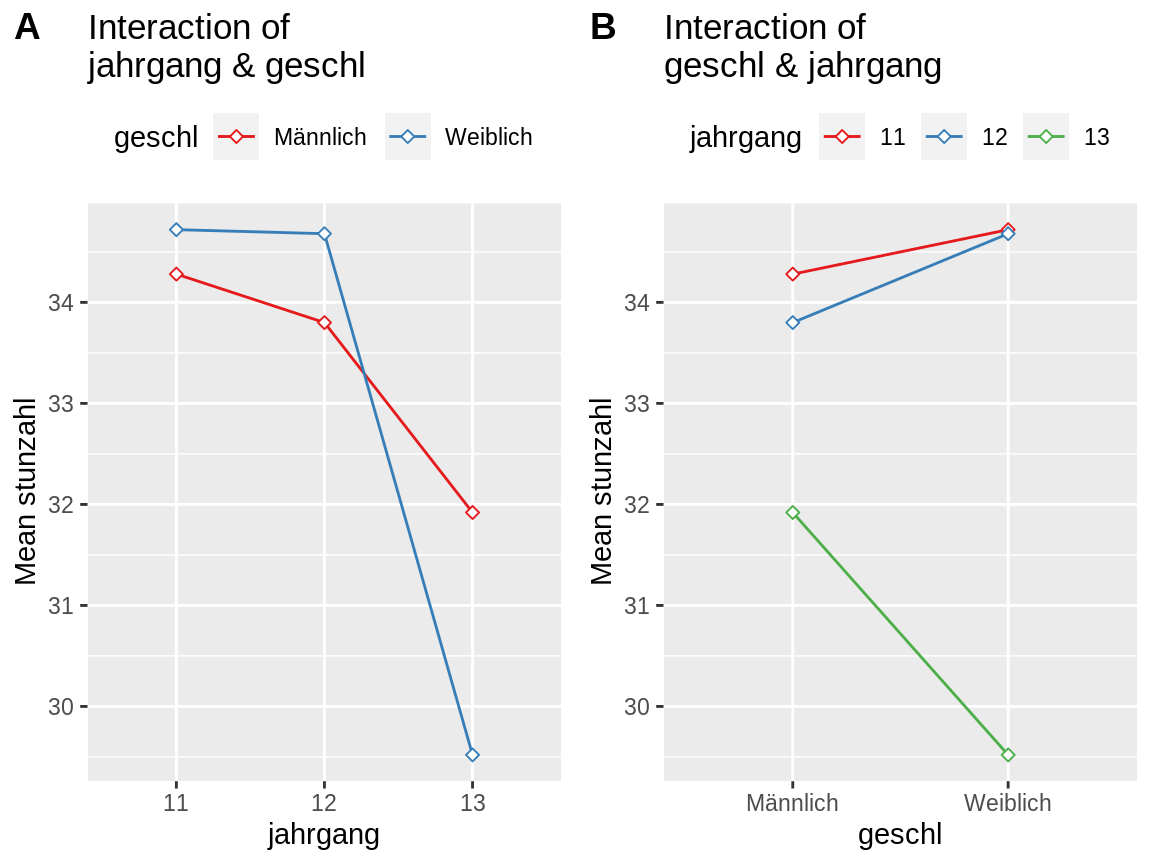 A
Interaction of
jahrgang & geschl
geschl Männlich Weiblich
34
33
32
31
30
Mean stunzahl
11 12 13
jahrgang
B
Interaction of
geschl & jahrgang
jahrgang 11 12 13
34
33
32
31
30
Mean stunzahl
Männlich Weiblich
geschl